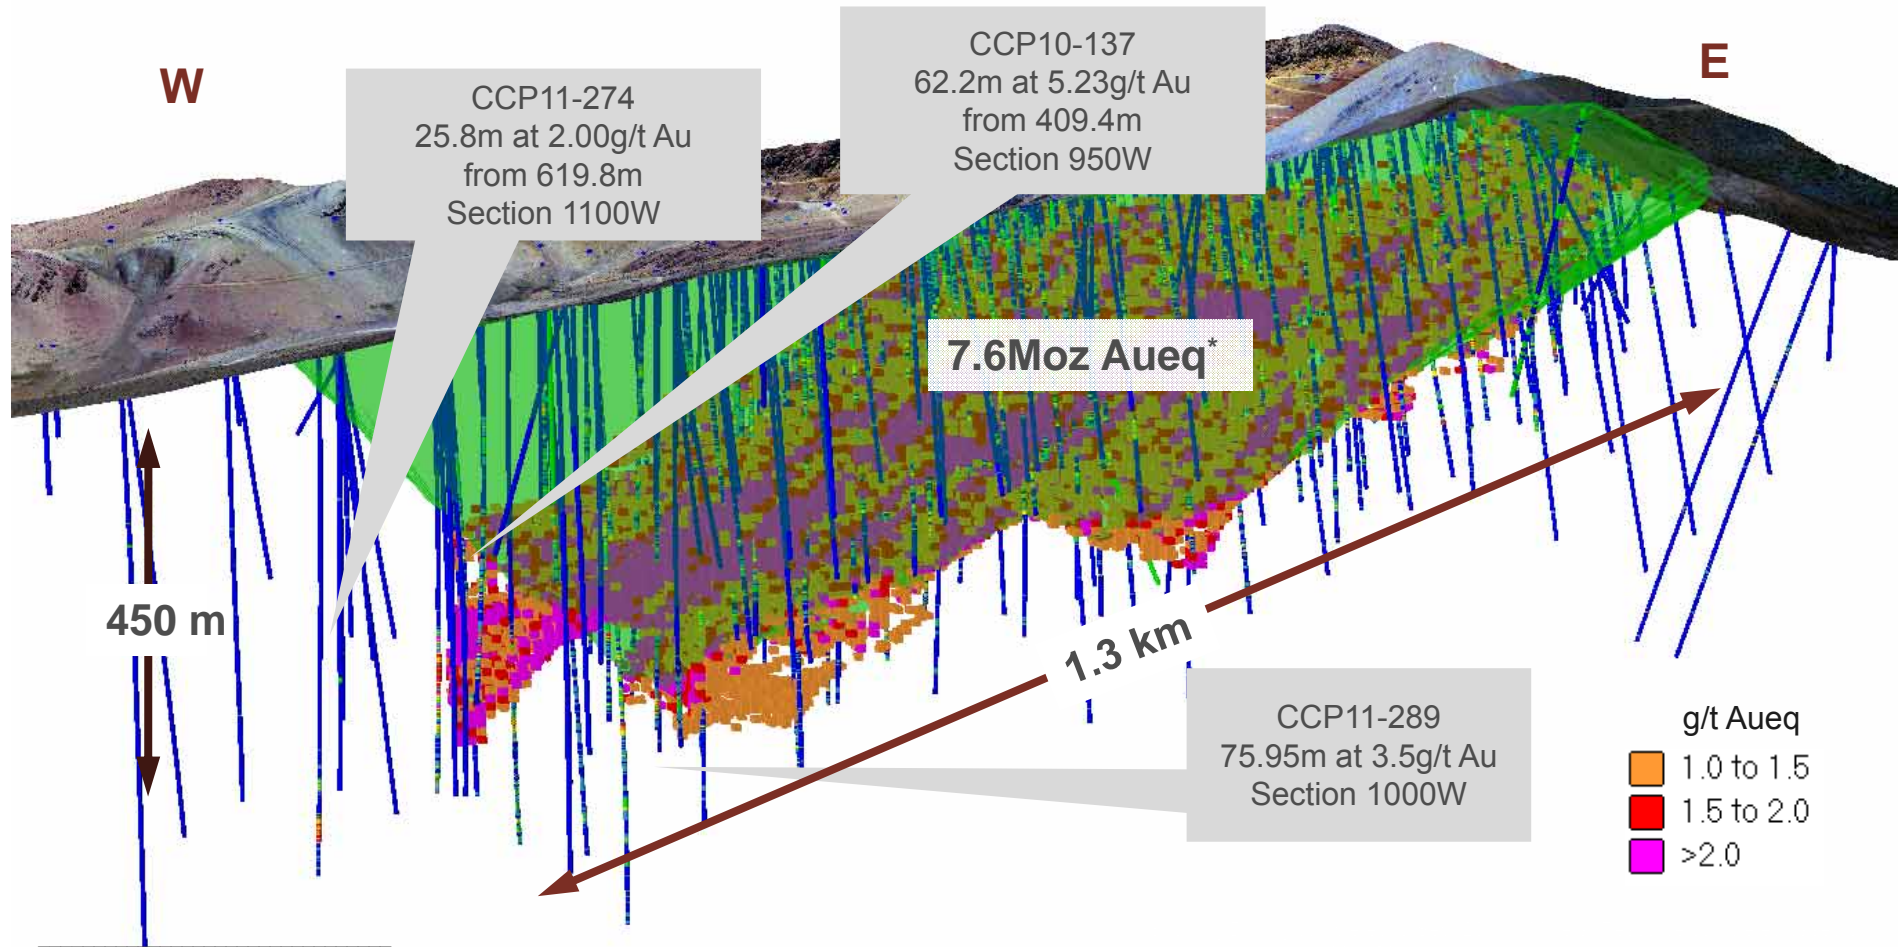 W
CCP11-274
25.8m at 2.00g/t Au
from 619.8m
Section 1100W
CCP10-137
62.2m at 5.23g/t Au
from 409.4m
Section 950W
E
7.6Moz Aueq*
450 m
1.3 km
CCP11-289
75.95m at 3.5g/t Au
Section 1000W
g/t Aueq
1.0 to 1.5
1.5 to 2.0
>2.0